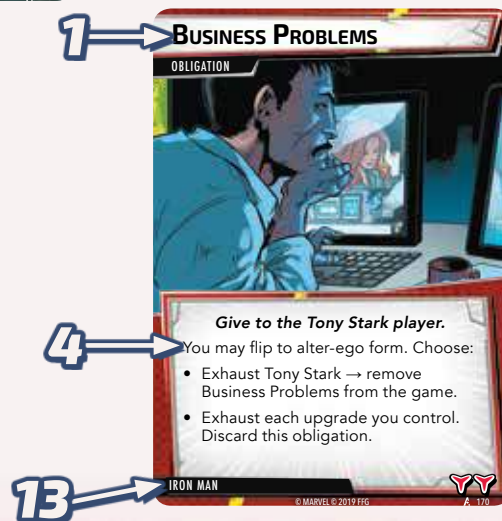 1
BUSINESS PROBLEMS
OBLIGATION
Give to the Tony Stark player.
4
You may flip to alter-ego form. Choose:
• Exhaust Tony Stark → remove
Business Problems from the game.
• Exhaust each upgrade you control.
Discard this obligation.
13
IRON MAN
© MARVEL © 2019 FFG
170